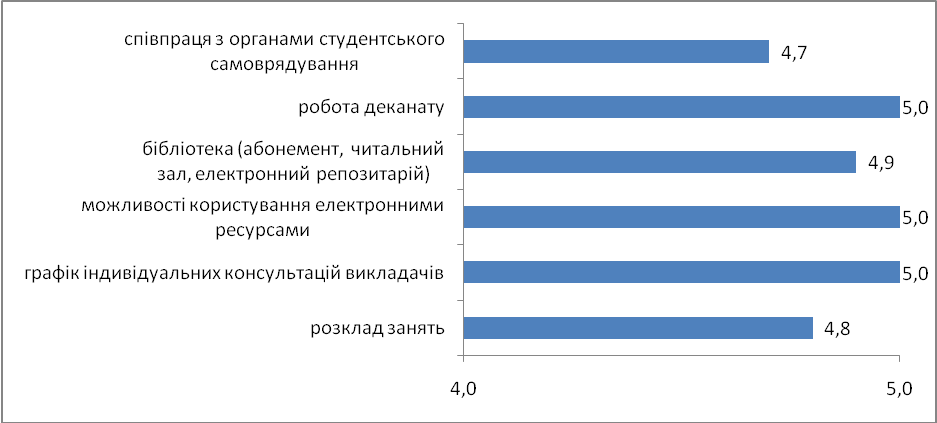 співпраця з органами студентського
самоврядування
4,7
робота деканату
5,0
бібліотека (абонемент, читальний
зал, електронний репозитарій)
4,9
можливості користування електронними
ресурсами
5,0
графік індивідуальних консультацій викладачів
5,0
розклад занять
4,8
4,0
5,0